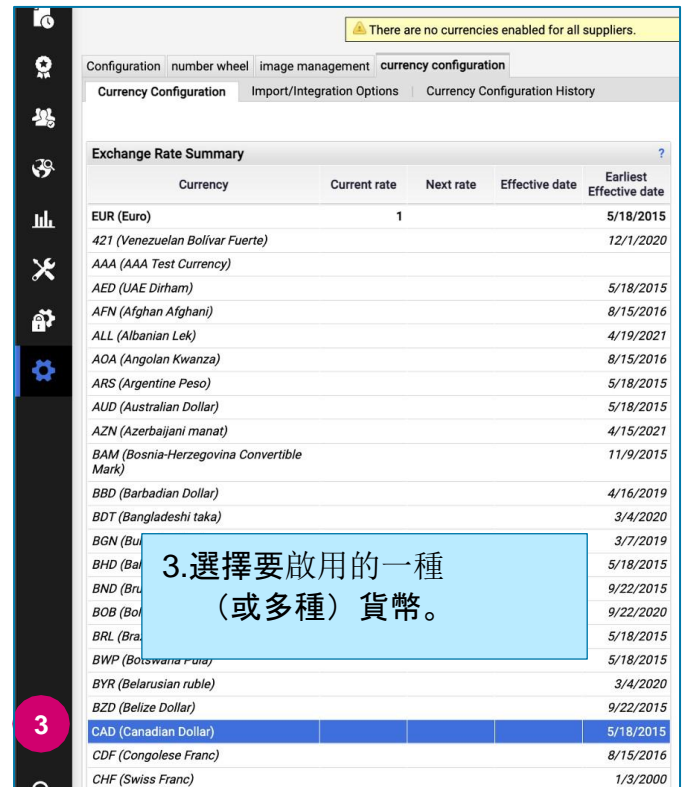 There are no currencies enabled for all suppliers.
Configuration number wheel image management currency configuration
Currency Configuration Import/Integration Options Currency Configuration History
Exchange Rate Summary ?
Currency Current rate Next rate Effective date Earliest Effective date
EUR (Euro) 1 5/18/2015
421 (Venezuelan Bolívar Fuerte) 12/1/2020
AAA (AAA Test Currency)
AED (UAE Dirham) 5/18/2015
AFN (Afghan Afghani) 8/15/2016
ALL (Albanian Lek) 4/19/2021
AOA (Angolan Kwanza) 8/15/2016
ARS (Argentine Peso) 5/18/2015
AUD (Australian Dollar) 5/18/2015
AZN (Azerbaijani manat) 4/15/2021
BAM (Bosnia-Herzegovina Convertible 11/9/2015
Mark)
BBD (Barbadian Dollar) 4/16/2019
BDT (Bangladeshi taka) 3/4/2020
BGN 3/7/2019
BHD 5/18/2015
BND 9/22/2015
BOB 9/22/2020
BRL 5/18/2015
BWP (Botswana Pula) 5/18/2015
3.選擇要啟用的一種
（或多種）貨幣。
BYR (Belarusian ruble) 3/4/2020
BZD (Belize Dollar) 9/22/2015
3
CAD (Canadian Dollar) 5/18/2015
CDF (Congolese Franc) 8/15/2016
CHF (Swiss Franc) 1/3/2000